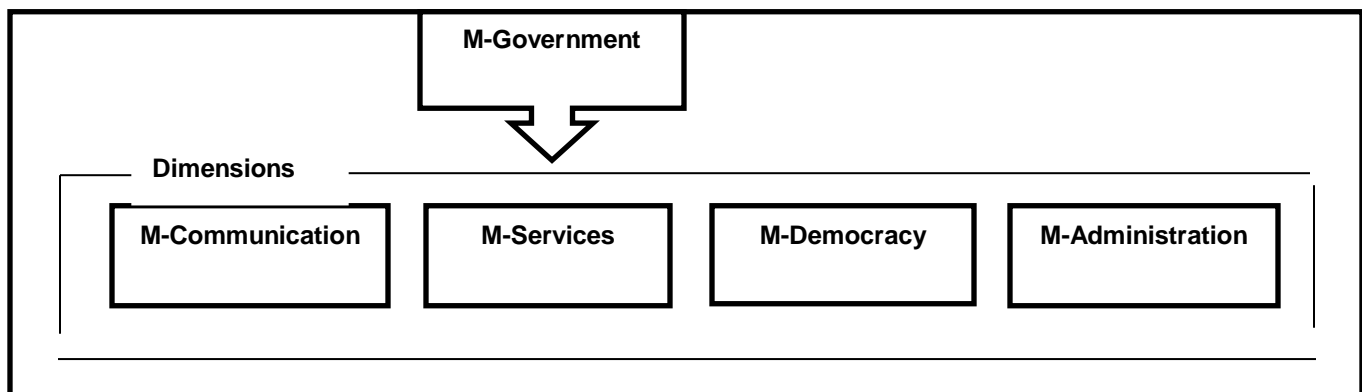 M-Government
Dimensions
M-Communication
M-Services
M-Democracy
M-Administration